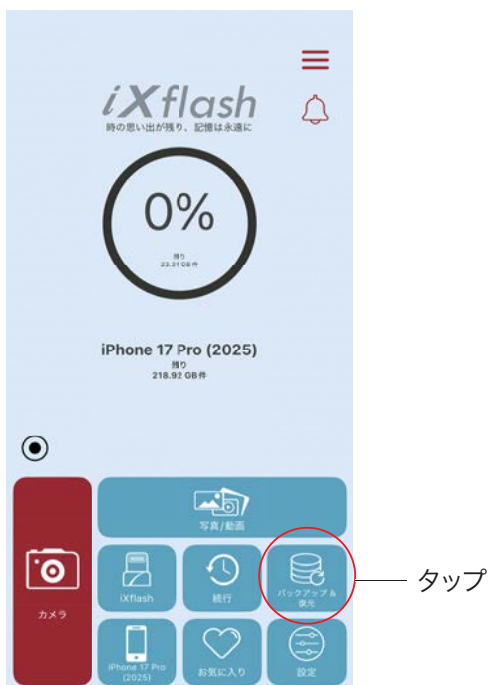 iXflash
時の思い出が残り、記憶は永遠に
0%
残り
iPhone 17 Pro (2025)
残り
218.92 GB件
写真/動画
iXflash
続行
バックアップ &
復元
タップ
カメラ
iPhone 17 Pro
(2025)
お気に入り
設定